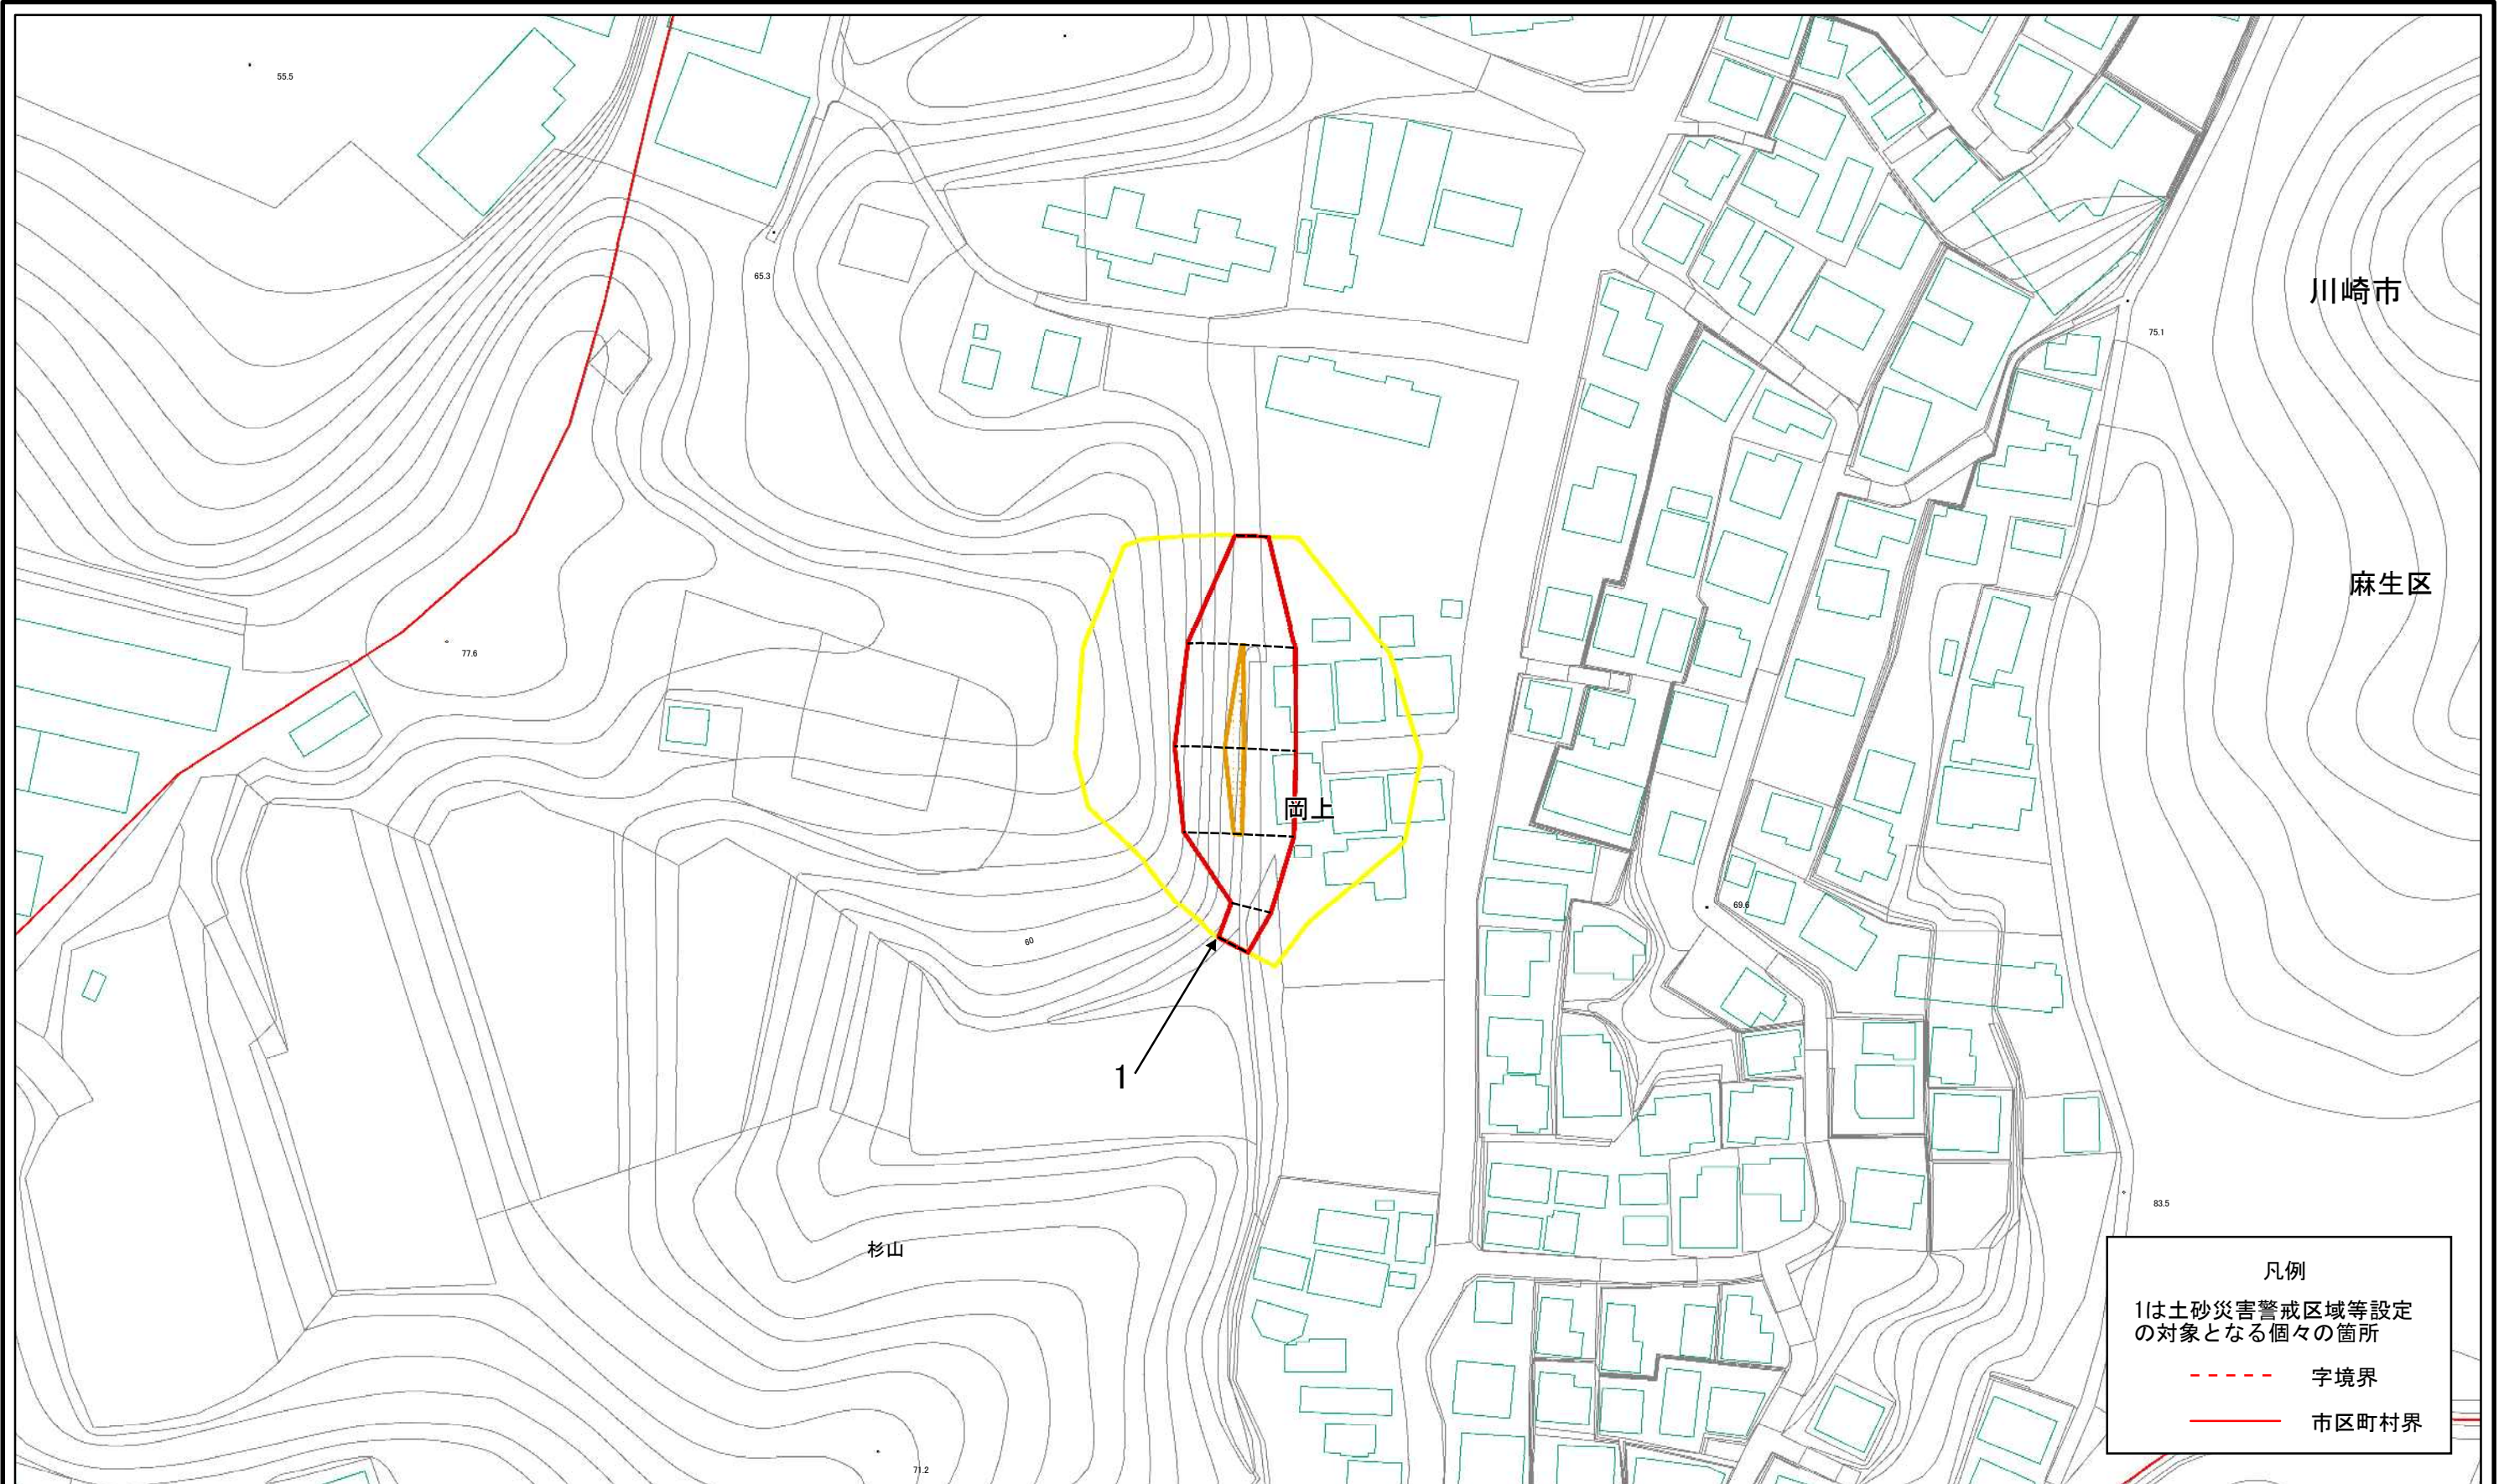 55.5
65.3
川崎市
75.1
麻生区
77.6
岡上
69.6
60
1
83.5
杉山
71.2
凡例
1は土砂災害警戒区域等設定
の対象となる個々の箇所
字境界
市区町村界